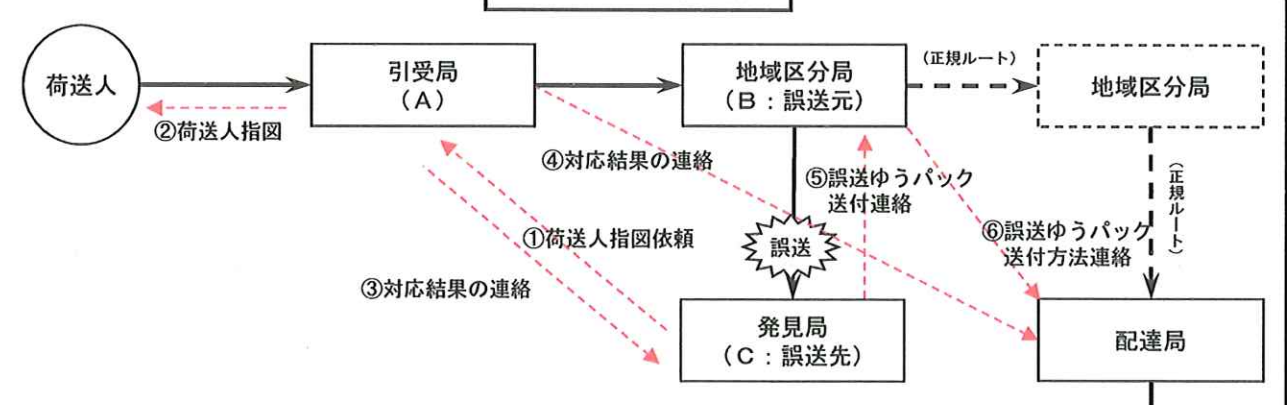 荷送人
引受局
(A)
地域区分局
(B：誤送元)
(正規ルート)
地域区分局
②荷送人指図
④対応結果の連絡
⑤誤送ゆうパック
送付連絡
(正規ルート)
①荷送人指図依頼
誤送
⑥誤送ゆうパック
送付方法連絡
③対応結果の連絡
発見局
(C：誤送先)
配達局